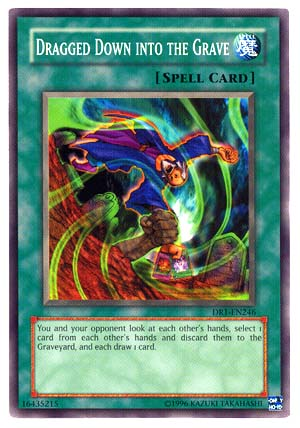 DRAGGED DOWN INTO THE GRAVE 魔
[SPELL CARD]
DR1-EN246
You and your opponent look at each other's hands, select 1
card from each other's hands and discard them to the
Graveyard, and each draw 1 card.
16435215 ©1996 KAZUKI TAKAHASHI